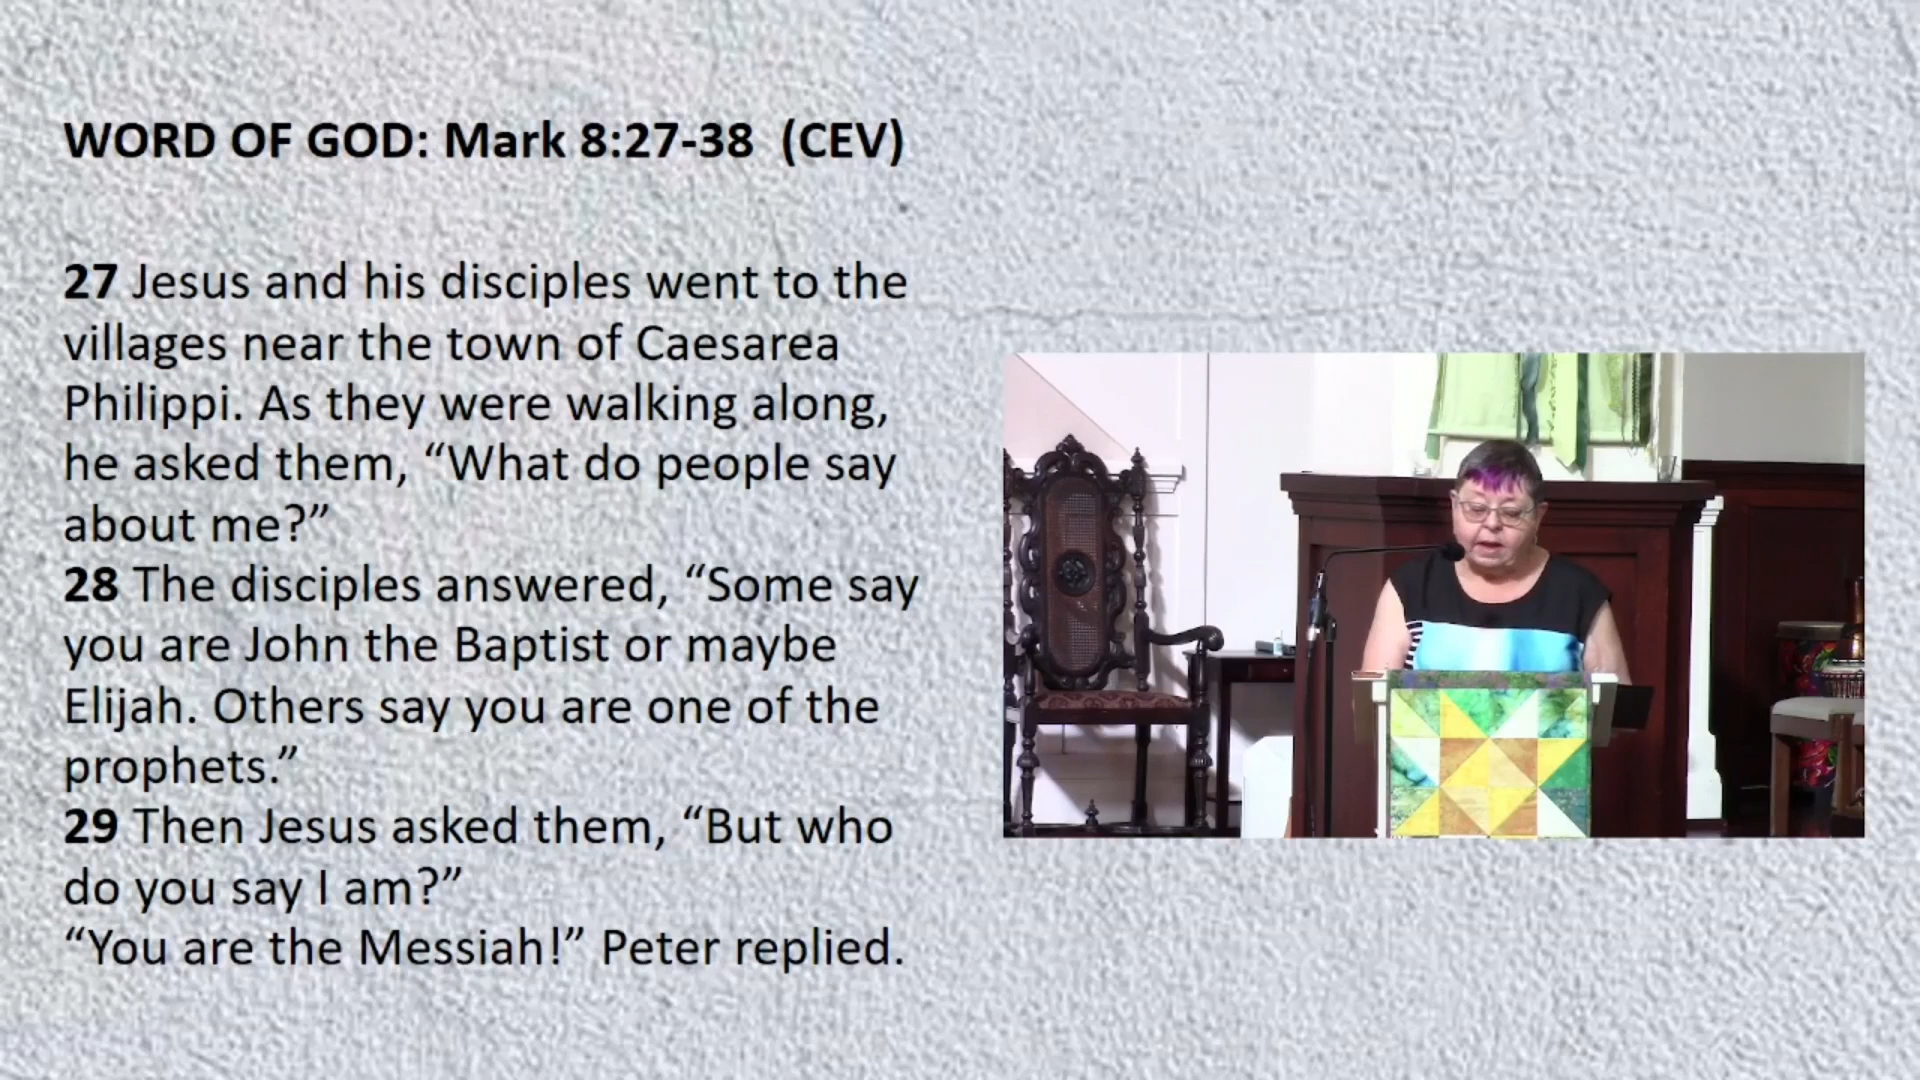 WORD OF GOD: Mark 8:27-38 (CEV)
27 Jesus and his disciples went to the
villages near the town of Caesarea
Philippi. As they were walking along,
he asked them, “What do people say
about me?”
28 The disciples answered, “Some say
you are John the Baptist or maybe
Elijah. Others say you are one of the
prophets.”
29 Then Jesus asked them, “But who
do you say I am?”
“You are the Messiah!” Peter replied.